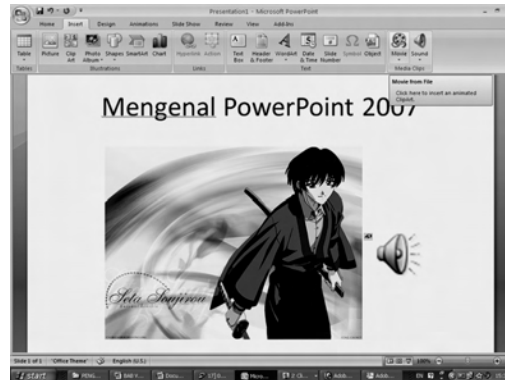 Presentation1 - Microsoft PowerPoint
Home Insert Design Animations Slide Show Review View Add-Ins
Table Picture Clip Art Photo Album Shapes SmartArt Chart Hyperlink Action Text Box Header & Footer WordArt Date & Time Slide Number Symbol Object Movie Sound
Tables Illustrations Links Text Media Clips
Movie from File
Click here to insert an animated
ClipArt.
Mengenal PowerPoint 2007
Seta Soujirou
Slide 1 of 1 "Office Theme" English (U.S.) 100%
start